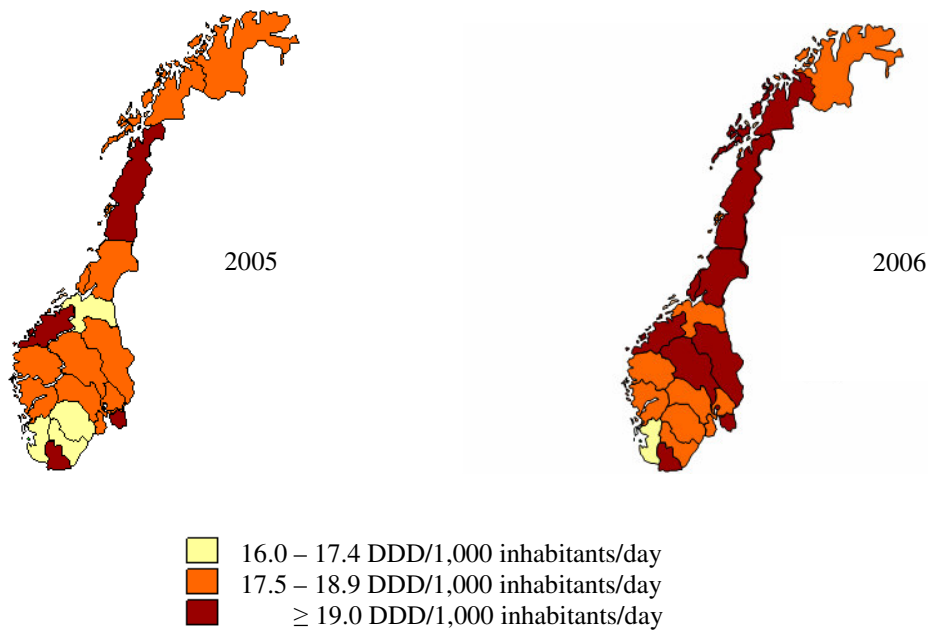 2005
2006
16.0 – 17.4 DDD/1,000 inhabitants/day
17.5 – 18.9 DDD/1,000 inhabitants/day
≥ 19.0 DDD/1,000 inhabitants/day